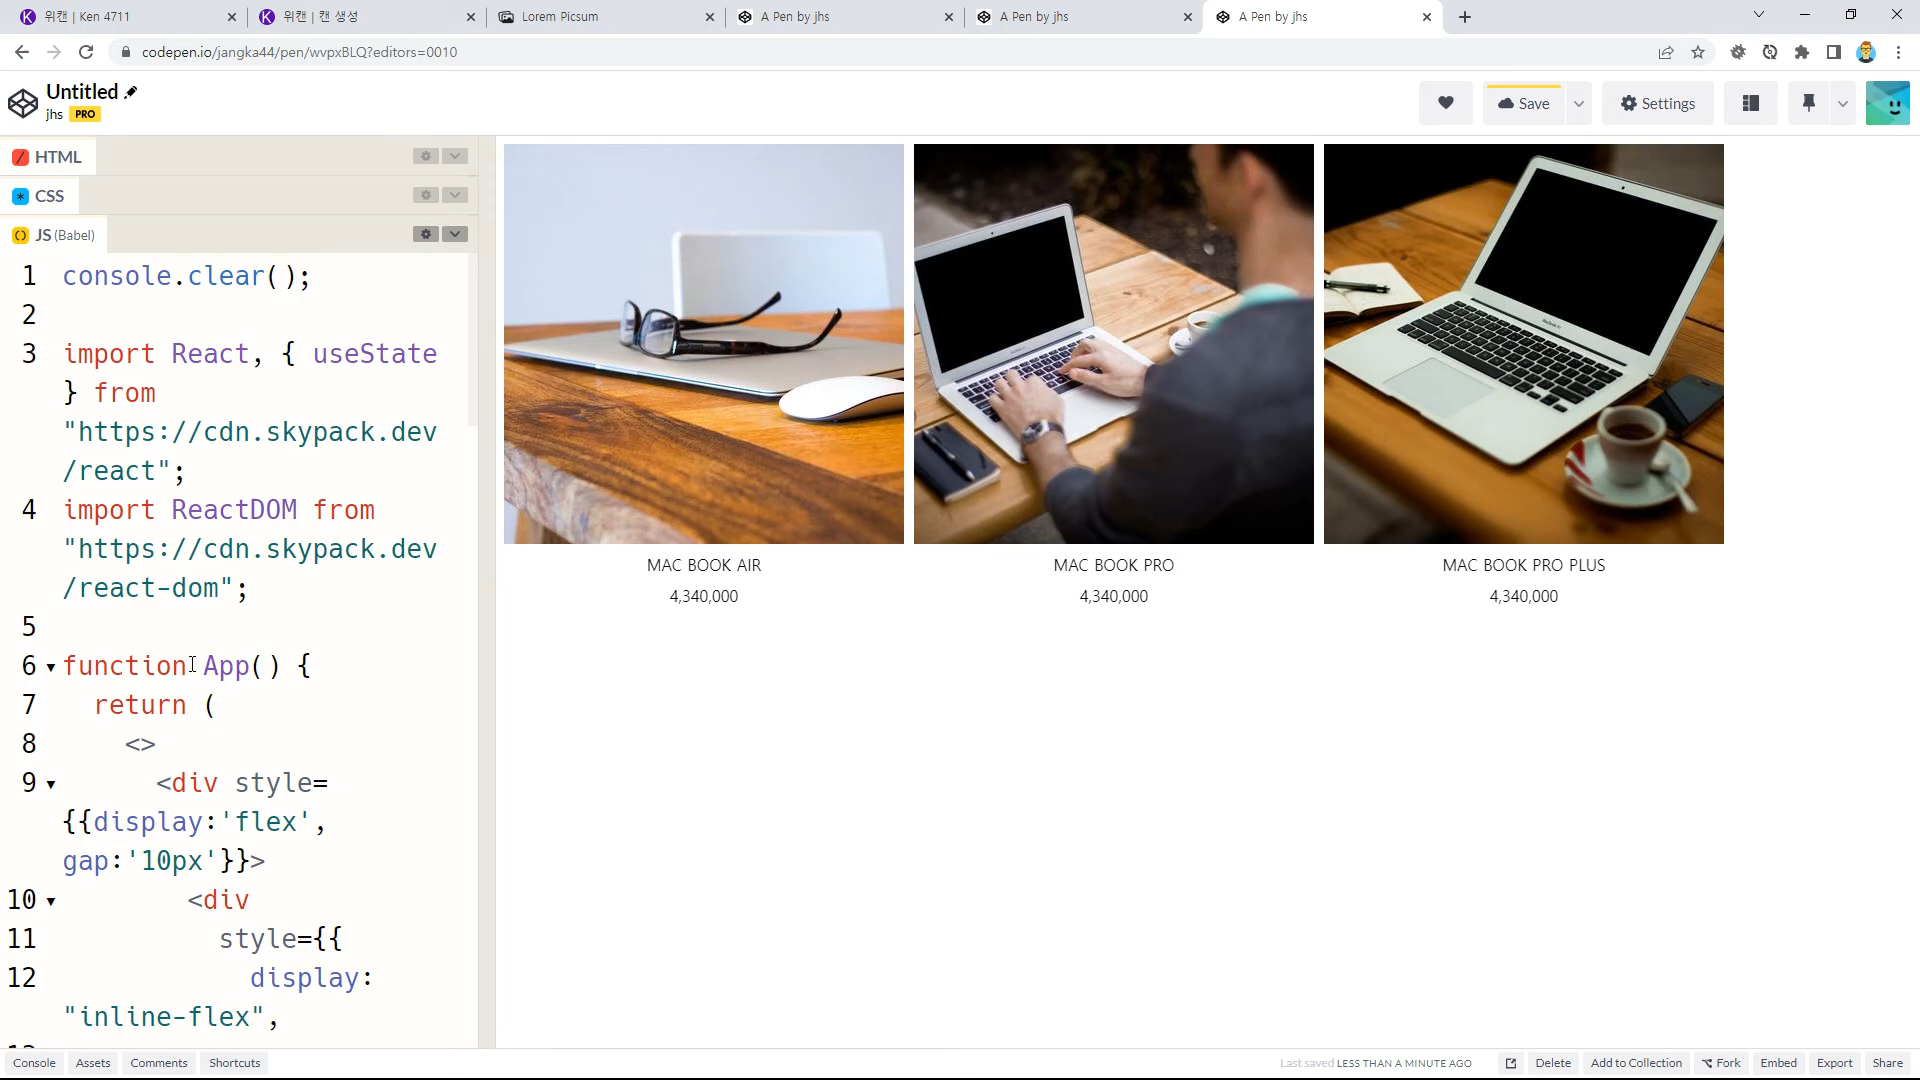 위캔 | Ken 4711
위캔 | 캔 생성
Lorem Picsum
A Pen by jhs
A Pen by jhs
A Pen by jhs
codepen.io/jangka44/pen/wvpxBLQ?editors=0010
Untitled
jhs PRO
Save
Settings
HTML
CSS
JS (Babel)
1 console.clear();
2
3 import React, { useState
} from
"https://cdn.skypack.dev
/react";
4 import ReactDOM from
"https://cdn.skypack.dev
/react-dom";
5
6 function App() {
7 return (
8 <>
9 <div style=
{{display:'flex',
gap:'10px'}}>
10 <div
11 style={{
12 display:
"inline-flex",
MAC BOOK AIR
4,340,000
MAC BOOK PRO
4,340,000
MAC BOOK PRO PLUS
4,340,000
Console
Assets
Comments
Shortcuts
Last saved LESS THAN A MINUTE AGO
Delete
Add to Collection
Fork
Embed
Export
Share